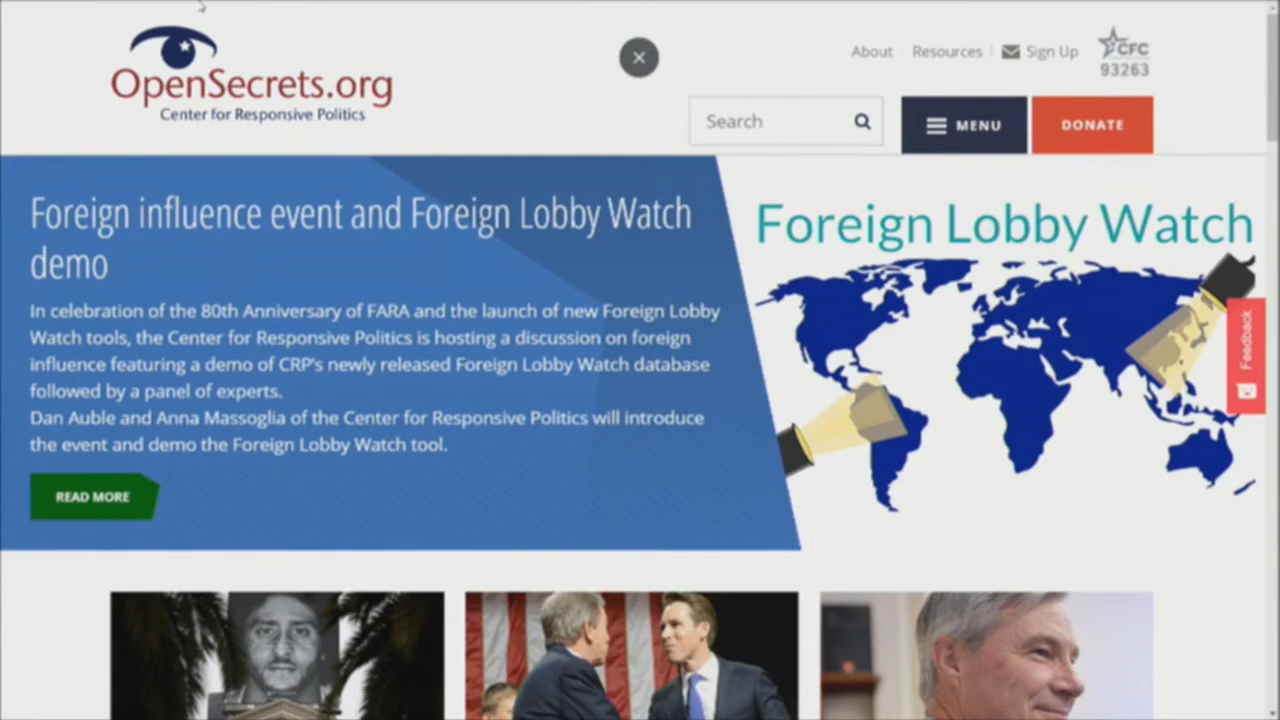 OpenSecrets.org
Center for Responsive Politics
About
Resources
Sign Up
CFC
93263
Search
MENU
DONATE
Foreign influence event and Foreign Lobby Watch
demo
In celebration of the 80th Anniversary of FARA and the launch of new Foreign Lobby
Watch tools, the Center for Responsive Politics is hosting a discussion on foreign
influence featuring a demo of CRP's newly released Foreign Lobby Watch database
followed by a panel of experts.
Dan Auble and Anna Massoglia of the Center for Responsive Politics will introduce
the event and demo the Foreign Lobby Watch tool.
READ MORE
Foreign Lobby Watch
Feedback